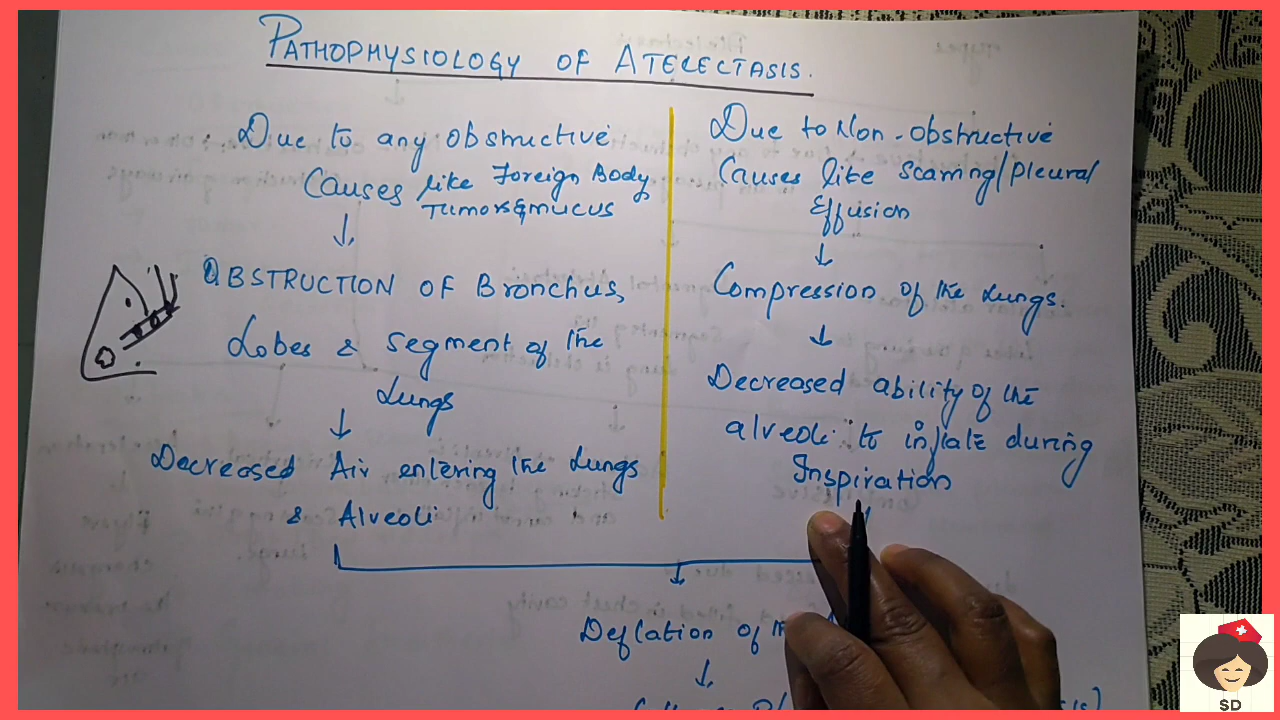 PATHOPHYSIOLOGY OF ATELECTASIS.
Due to any obstructive
Causes like Foreign Body,
Tumors & mucus
↓
OBSTRUCTION OF Bronchus,
Lobes & segment of the
Lungs
↓
Decreased Air entering the Lungs
& Alveoli
Due to Non-obstructive
Causes like scarring/pleural
Effusion
↓
Compression of the Lungs.
↓
Decreased ability of the
alveoli to inflate during
Inspiration
↓
Deflation of the
↓
SD